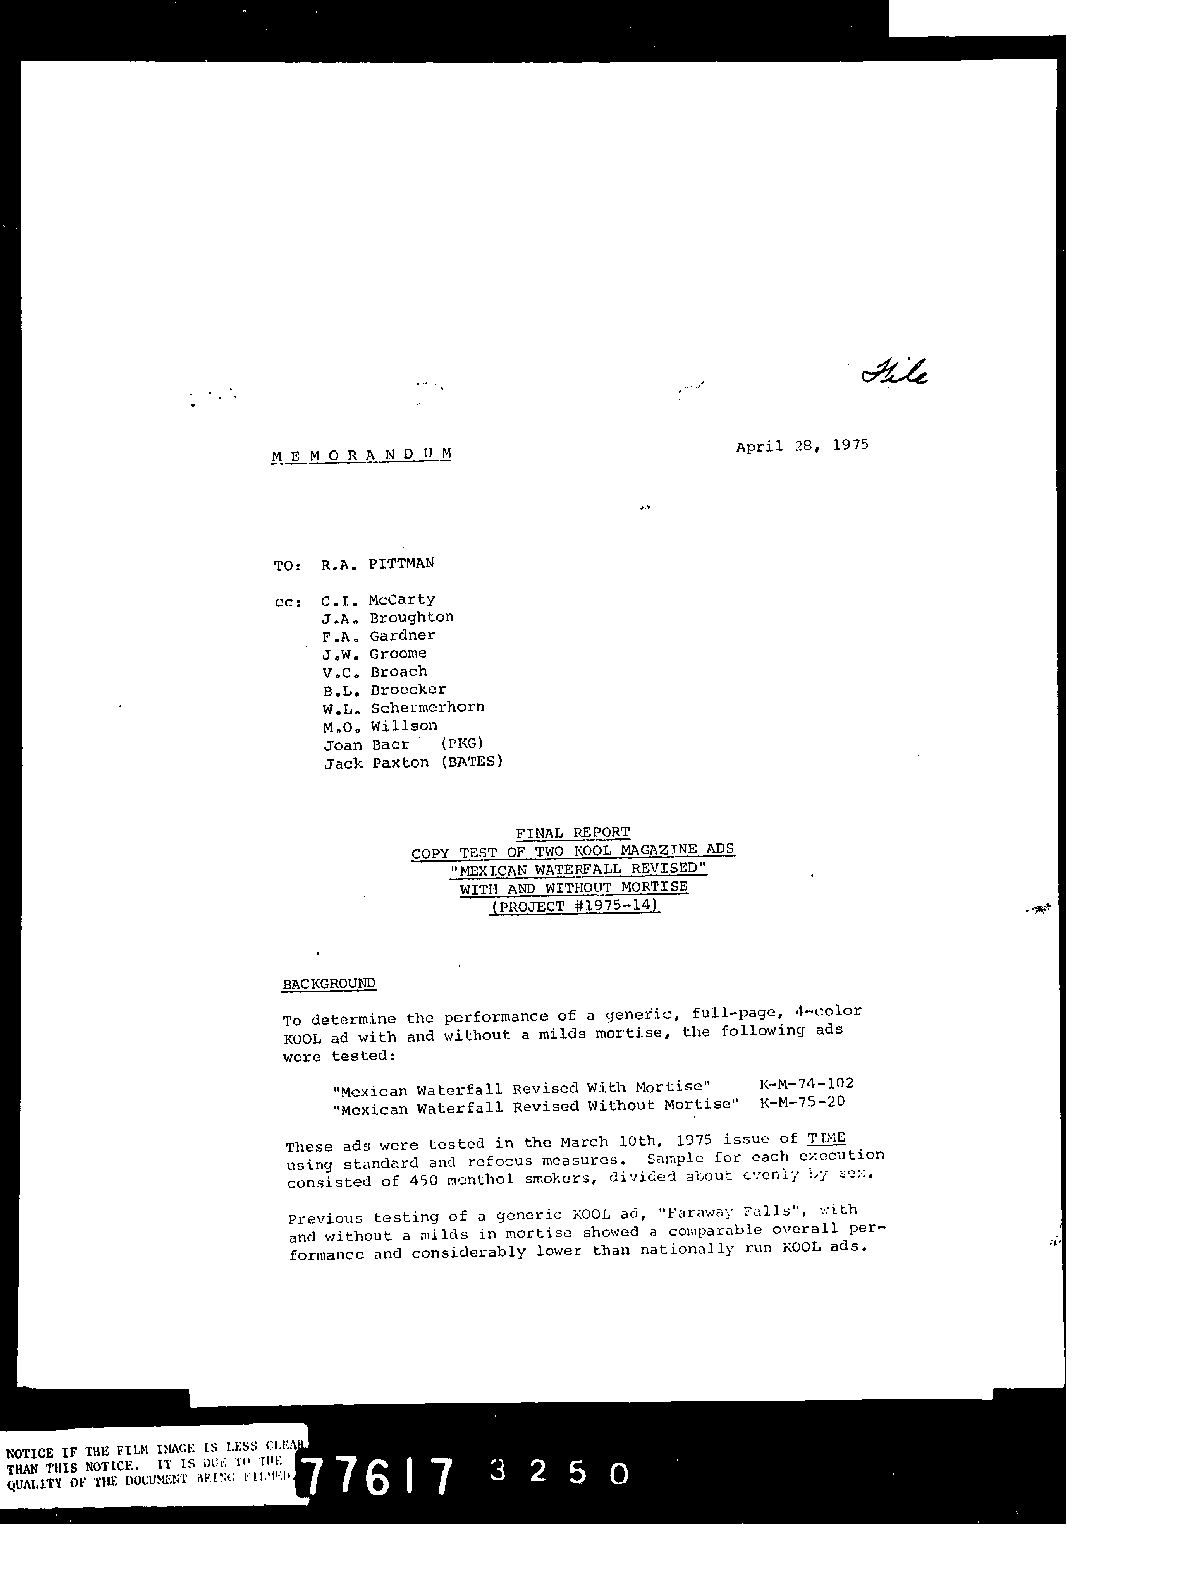 File
MEMORANDUM
April 28, 1975
TO: R.A. PITTMAN
cc: C.I. McCarty
J.A. Broughton
F.A. Gardner
J.W. Groome
V.C. Broach
B.L. Broecker
W.L. Schermerhorn
M.O. Willson
Joan Baer (PKG)
Jack Paxton (BATES)
FINAL REPORT
COPY TEST OF TWO KOOL MAGAZINE ADS
"MEXICAN WATERFALL REVISED"
WITH AND WITHOUT MORTISE
(PROJECT #1975-14)
BACKGROUND
To determine the performance of a generic, full-page, 4-color
KOOL ad with and without a milds mortise, the following ads
were tested:
"Mexican Waterfall Revised With Mortise" K-M-74-102
"Mexican Waterfall Revised Without Mortise" K-M-75-20
These ads were tested in the March 10th, 1975 issue of TIME
using standard and refocus measures. Sample for each execution
consisted of 450 menthol smokers, divided about evenly by sex.
Previous testing of a generic KOOL ad, "Faraway Falls", with
and without a milds in mortise showed a comparable overall per-
formance and considerably lower than nationally run KOOL ads.
NOTICE IF THE FILM IMAGE IS LESS CLEAR
THAN THIS NOTICE. IT IS DUE TO THE
QUALITY OF THE DOCUMENT BEING FILMED.
77617 3250